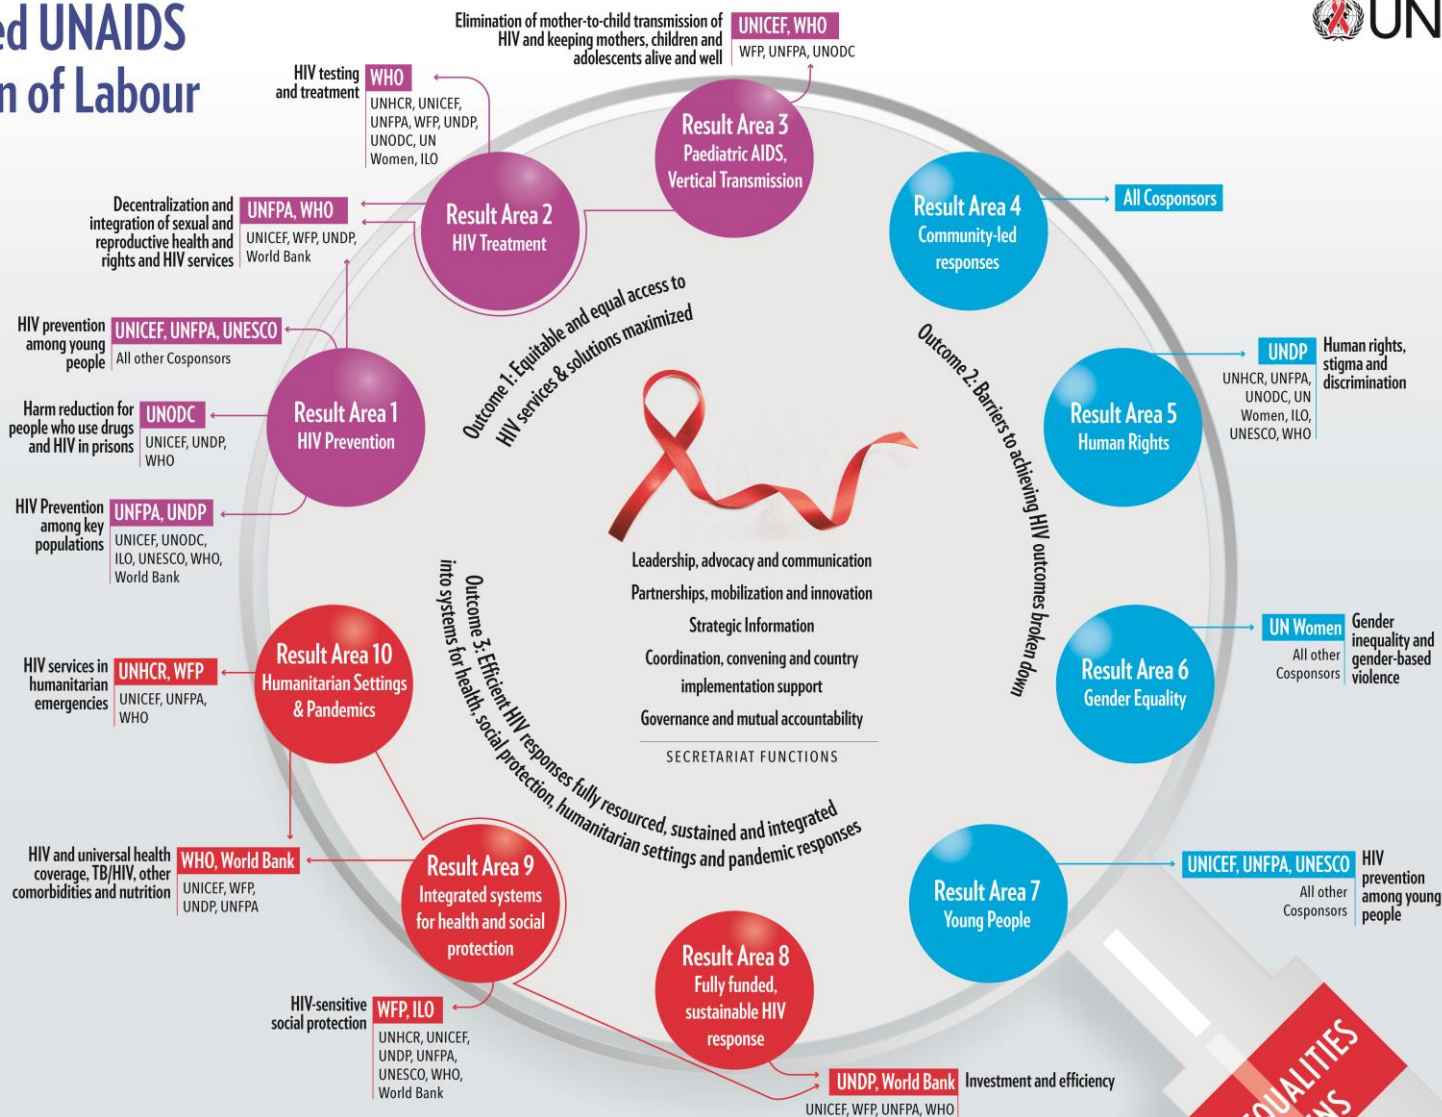 ed UNAIDS
n of Labour
UN
Elimination of mother-to-child transmission of
HIV and keeping mothers, children and
adolescents alive and well
UNICEF, WHO
WFP, UNFPA, UNODC
HIV testing
and treatment
WHO
UNHCR, UNICEF,
UNFPA, WFP, UNDP,
UNODC, UN
Women, ILO
Decentralization and
integration of sexual and
reproductive health and
rights and HIV services
UNFPA, WHO
UNICEF, WFP, UNDP,
World Bank
HIV prevention
among young
people
UNICEF, UNFPA, UNESCO
All other Cosponsors
Harm reduction for
people who use drugs
and HIV in prisons
UNODC
UNICEF, UNDP,
WHO
HIV Prevention
among key
populations
UNFPA, UNDP
UNICEF, UNODC,
ILO, UNESCO, WHO,
World Bank
HIV services in
humanitarian
emergencies
UNHCR, WFP
UNICEF, UNFPA,
WHO
HIV and universal health
coverage, TB/HIV, other
comorbidities and nutrition
WHO, World Bank
UNICEF, WFP,
UNDP, UNFPA
HIV-sensitive
social protection
WFP, ILO
UNHCR, UNICEF,
UNDP, UNFPA,
UNESCO, WHO,
World Bank
Result Area 3
Paediatric AIDS,
Vertical Transmission
Result Area 2
HIV Treatment
Result Area 1
HIV Prevention
Result Area 10
Humanitarian Settings
& Pandemics
Result Area 9
Integrated systems
for health and social
protection
Result Area 8
Fully funded,
sustainable HIV
response
Result Area 4
Community-led
responses
Result Area 5
Human Rights
Result Area 6
Gender Equality
Result Area 7
Young People
Outcome 1: Equitable and equal access to
HIV services & solutions maximized
Outcome 2: Barriers to achieving HIV outcomes broken down
Outcome 3: Efficient HIV responses fully resourced, sustained and integrated
into systems for health, social protection, humanitarian settings and pandemic responses
Leadership, advocacy and communication
Partnerships, mobilization and innovation
Strategic Information
Coordination, convening and country
implementation support
Governance and mutual accountability
SECRETARIAT FUNCTIONS
All Cosponsors
UNDP
UNHCR, UNFPA,
UNODC, UN
Women, ILO,
UNESCO, WHO
Human rights,
stigma and
discrimination
UN Women
All other
Cosponsors
Gender
inequality and
gender-based
violence
UNICEF, UNFPA, UNESCO
All other
Cosponsors
HIV
prevention
among young
people
UNDP, World Bank
UNICEF, WFP, UNFPA, WHO
Investment and efficiency
EQUALITIES